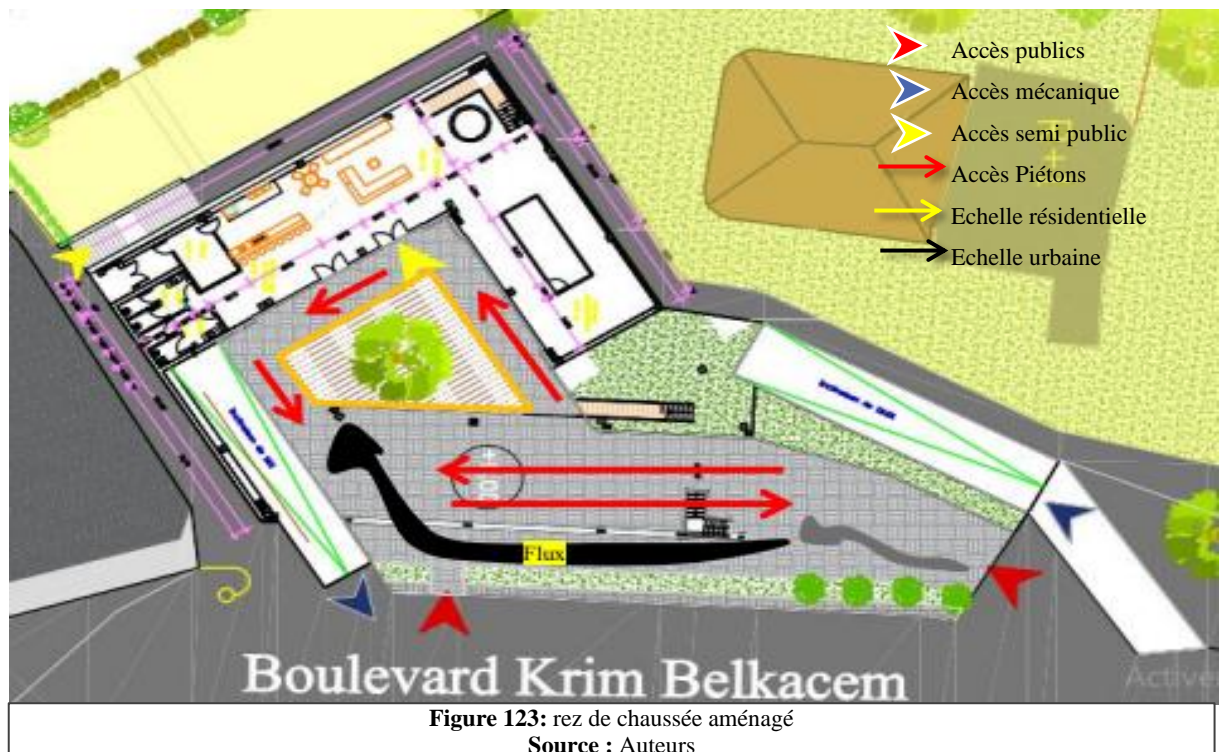 Accès publics
Accès mécanique
Accès semi public
Accès Piétons
Echelle résidentielle
Echelle urbaine
Flux
Boulevard Krim Belkacem
Active
Figure 123: rez de chaussée aménagé
Source : Auteurs